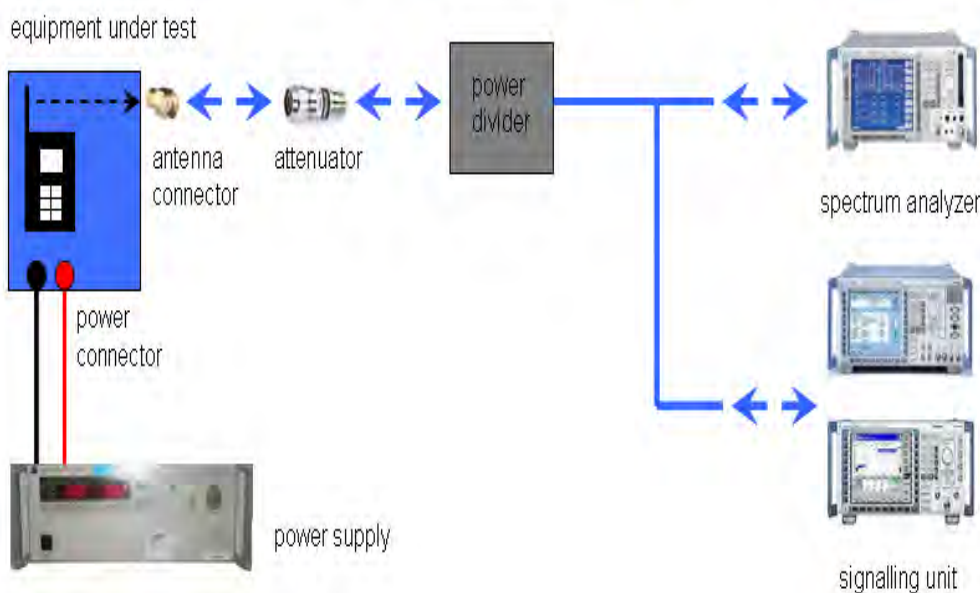 equipment under test
power
divider
antenna
connector
attenuator
spectrum analyzer
power
connector
power supply
signalling unit